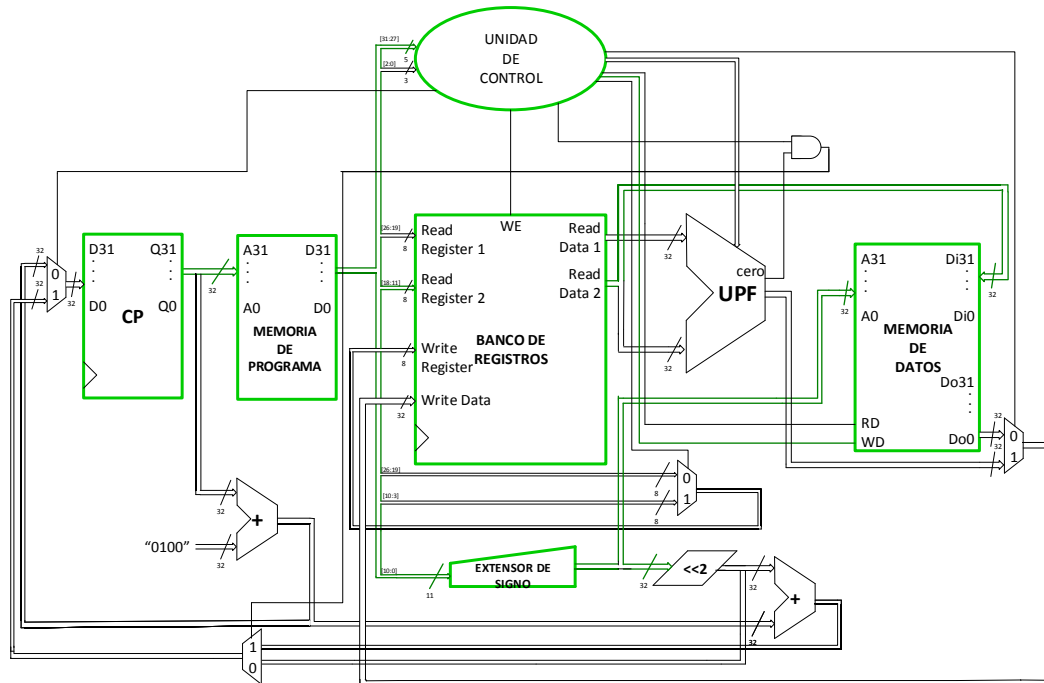 UNIDAD
DE
CONTROL
[31:27]
5
[2:0]
3
D31
Q31
D0
Q0
CP
0
1
32
32
32
32
A31
D31
A0
D0
MEMORIA
DE
PROGRAMA
[26:19]
8
[18:11]
8
8
32
WE
Read
Register 1
Read
Data 1
Read
Register 2
Read
Data 2
BANCO DE
REGISTROS
Write
Register
Write Data
32
32
cero
UPF
32
32
A31
Di31
A0
Di0
MEMORIA
DE
DATOS
Do31
RD
WD
Do0
32
32
0
1
[26:19]
8
[10:3]
8
0
1
32
“0100”
32
+
[10:0]
11
EXTENSOR DE
SIGNO
32
<<2
32
32
+
1
0